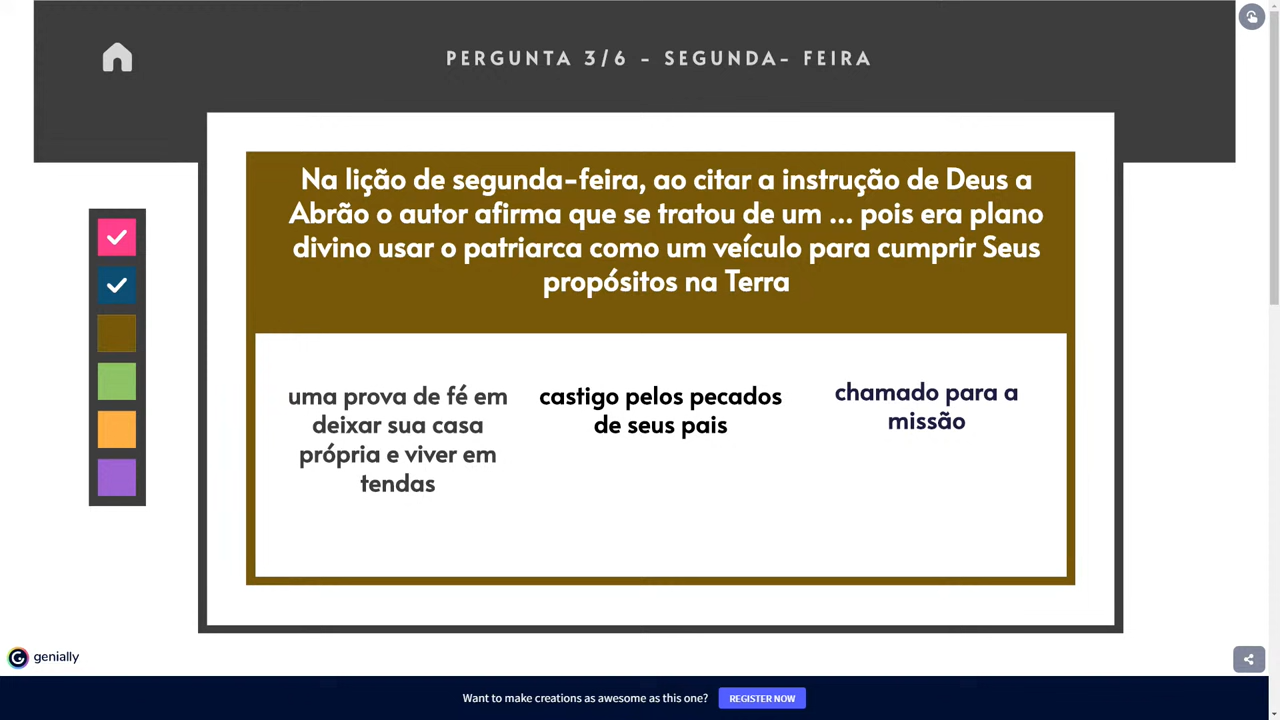 PERGUNTA 3/6 - SEGUNDA- FEIRA
Na lição de segunda-feira, ao citar a instrução de Deus a
Abrão o autor afirma que se tratou de um ... pois era plano
divino usar o patriarca como um veículo para cumprir Seus
propósitos na Terra
uma prova de fé em
deixar sua casa
própria e viver em
tendas
castigo pelos pecados
de seus pais
chamado para a
missão
genially
Want to make creations as awesome as this one?
REGISTER NOW